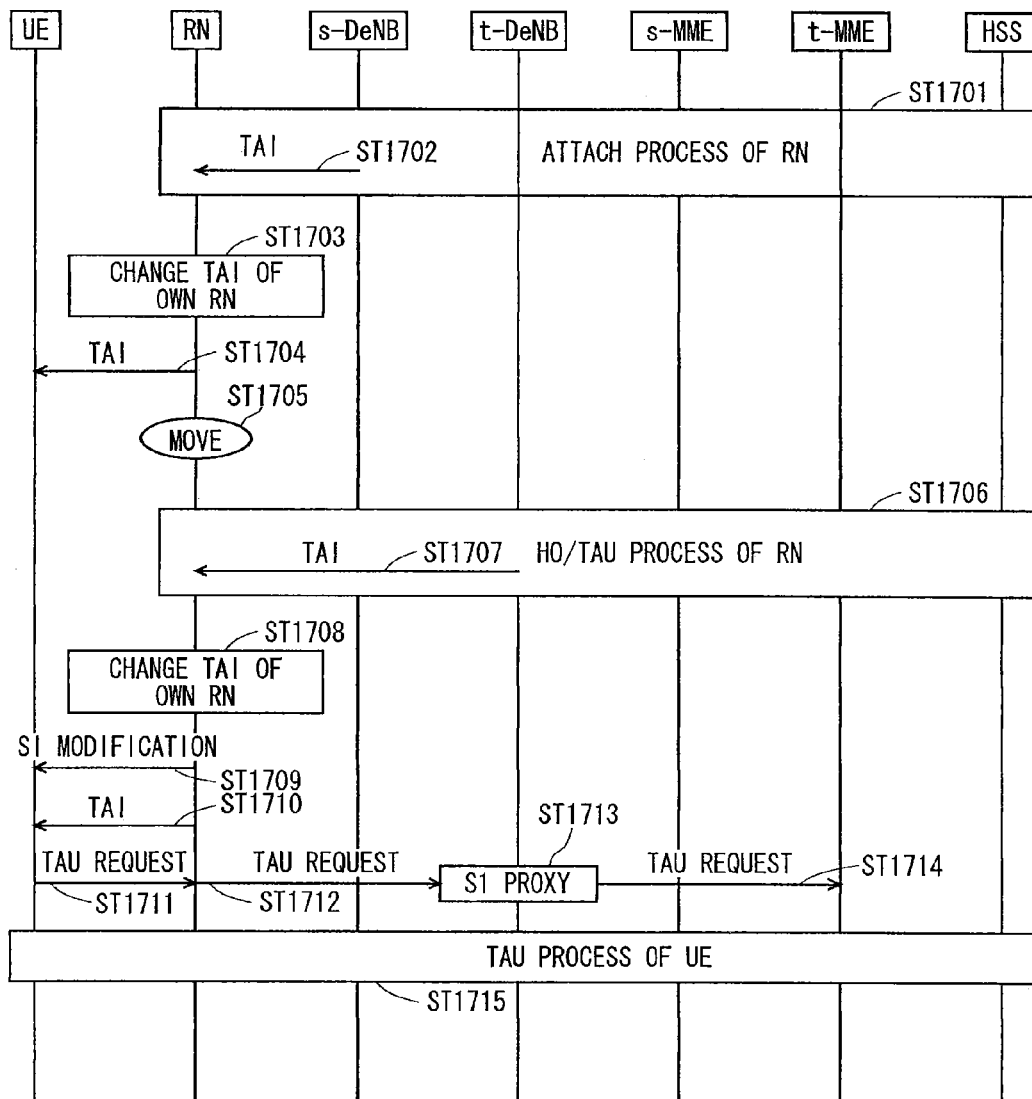 UE RN s-DeNB t-DeNB s-MME t-MME HSS
ST1701
TAI ST1702 ATTACH PROCESS OF RN
ST1703
CHANGE TAI OF
OWN RN
TAI ST1704
ST1705
MOVE
ST1706
TAI ST1707 HO/TAU PROCESS OF RN
ST1708
CHANGE TAI OF
OWN RN
SI MODIFICATION
ST1709
TAI ST1710
ST1713
TAU REQUEST TAU REQUEST S1 PROXY TAU REQUEST ST1714
ST1711 ST1712
TAU PROCESS OF UE
ST1715